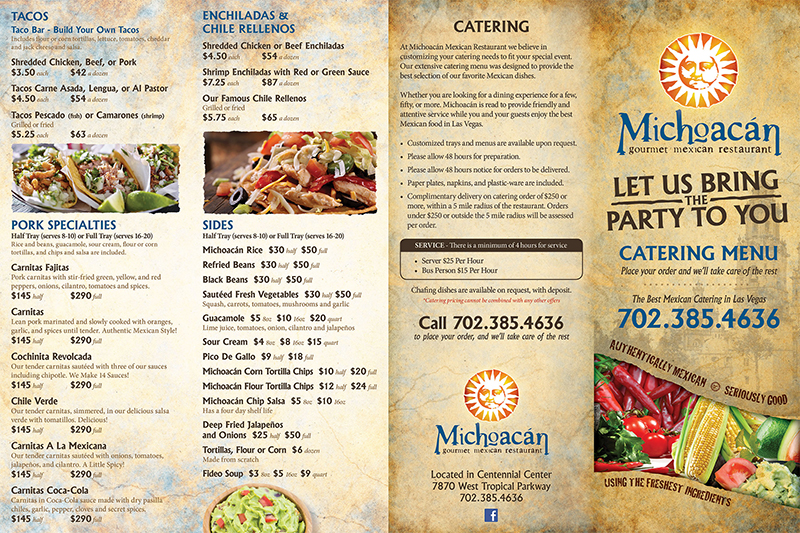 TACOS
Taco Bar - Build Your Own Tacos
Includes flour or corn tortillas, lettuce, tomatoes, cheddar
and jack cheese and salsa.
Shredded Chicken, Beef, or Pork
$3.50 each $42 a dozen
Tacos Carne Asada, Lengua, or Al Pastor
$4.50 each $54 a dozen
Tacos Pescado (fish) or Camarones (shrimp)
Grilled or fried
$5.25 each $63 a dozen
PORK SPECIALTIES
Half Tray (serves 8-10) or Full Tray (serves 16-20)
Rice and beans, guacamole, sour cream, flour or corn
tortillas, and chips and salsa are included.
Carnitas Fajitas
Pork carnitas with stir-fried green, yellow, and red
peppers, onions, cilantro, tomatoes and spices.
$145 half $290 full
Carnitas
Lean pork marinated and slowly cooked with oranges,
garlic, and spices until tender. Authentic Mexican Style!
$145 half $290 full
Cochinita Revolcada
Our tender carnitas sautéed with three of our sauces
including chipotle. We Make 14 Sauces!
$145 half $290 full
Chile Verde
Our tender carnitas, simmered, in our delicious salsa
verde with tomatillos. Delicious!
$145 half $290 full
Carnitas A La Mexicana
Our tender carnitas sautéed with onions, tomatoes,
jalapeños, and cilantro. A Little Spicy!
$145 half $290 full
Carnitas Coca-Cola
Carnitas in Coca-Cola sauce made with dry pasilla
chiles, garlic, pepper, cloves and secret spices.
$145 half $290 full
ENCHILADAS &
CHILE RELLENOS
Shredded Chicken or Beef Enchiladas
$4.50 each $54 a dozen
Shrimp Enchiladas with Red or Green Sauce
$7.25 each $87 a dozen
Our Famous Chile Rellenos
Grilled or fried
$5.75 each $65 a dozen
SIDES
Half Tray (serves 8-10) or Full Tray (serves 16-20)
Michoacán Rice $30 half $50 full
Refried Beans $30 half $50 full
Black Beans $30 half $50 full
Sautéed Fresh Vegetables $30 half $50 full
Squash, carrots, tomatoes, mushrooms and garlic
Guacamole $5 8oz $10 16oz $20 quart
Lime juice, tomatoes, onion, cilantro and jalapeños
Sour Cream $4 8oz $8 16oz $15 quart
Pico De Gallo $9 half $18 full
Michoacán Corn Tortilla Chips $10 half $20 full
Michoacán Flour Tortilla Chips $12 half $24 full
Michoacán Chip Salsa $5 8oz $10 16oz
Has a four day shelf life
Deep Fried Jalapeños
and Onions $25 half $50 full
Tortillas, Flour or Corn $6 dozen
Made from scratch
Fideo Soup $3 8oz $5 16oz $9 quart
CATERING
At Michoacán Mexican Restaurant we believe in
customizing your catering needs to fit your special event.
Our extensive catering menu was designed to provide the
best selection of our favorite Mexican dishes.
Whether you are looking for a dining experience for a few,
fifty, or more. Michoacán is read to provide friendly and
attentive service while you and your guests enjoy the best
Mexican food in Las Vegas.
• Customized trays and menus are available upon request.
• Please allow 48 hours for preparation.
• Please allow 48 hours notice for orders to be delivered.
• Paper plates, napkins, and plastic-ware are included.
• Complimentary delivery on catering order of $250 or
more, within a 5 mile radius of the restaurant. Orders
under $250 or outside the 5 mile radius will be assessed
per order.
SERVICE - There is a minimum of 4 hours for service
• Server $25 Per Hour
• Bus Person $15 Per Hour
Chafing dishes are available on request, with deposit.
*Catering pricing cannot be combined with any other offers
Call 702.385.4636
to place your order, and we'll take care of the rest
Michoacán
gourmet mexican restaurant
Located in Centennial Center
7870 West Tropical Parkway
702.385.4636
f
Michoacán
gourmet mexican restaurant
LET US BRING
THE
PARTY TO YOU
CATERING MENU
Place your order and we'll take care of the rest
The Best Mexican Catering in Las Vegas
702.385.4636
AUTHENTICALLY MEXICAN SERIOUSLY GOOD
USING THE FRESHEST INGREDIENTS